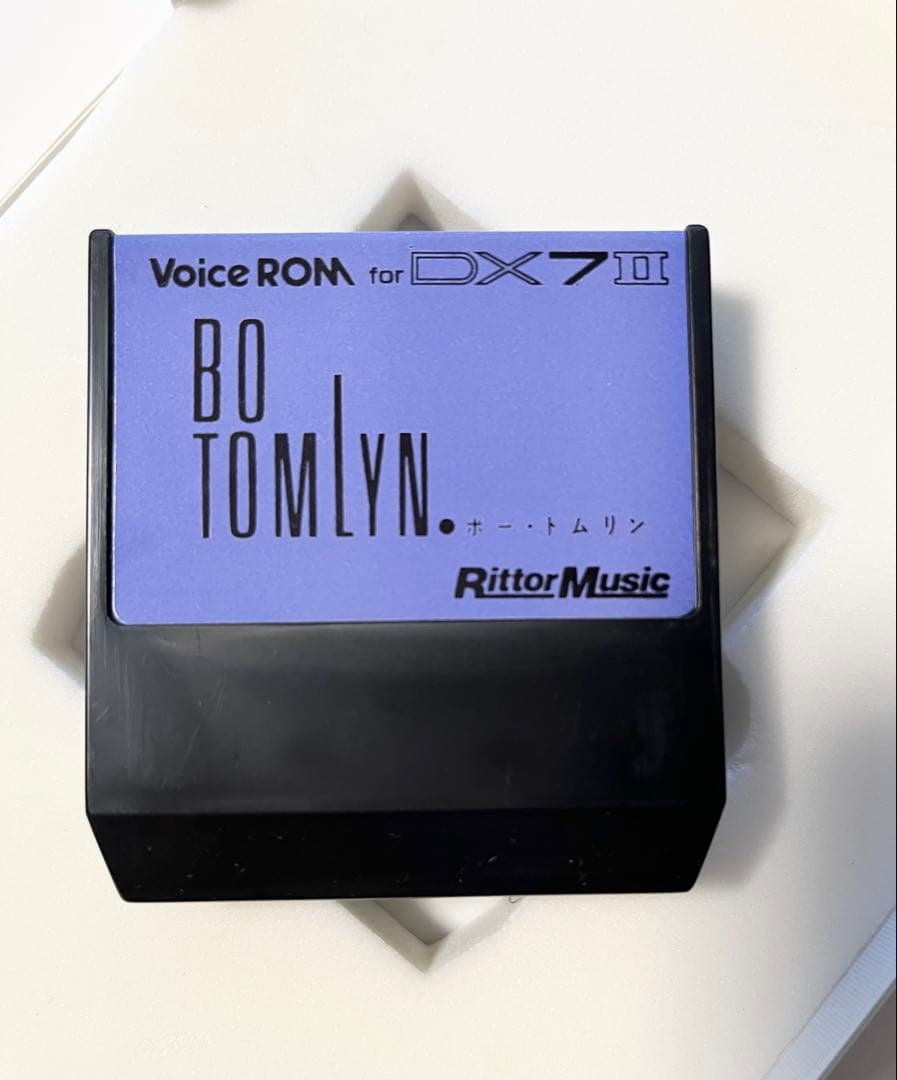 Voice ROM for DX7II
BO
TOMLYN.ボー・トムリン
RittorMusic